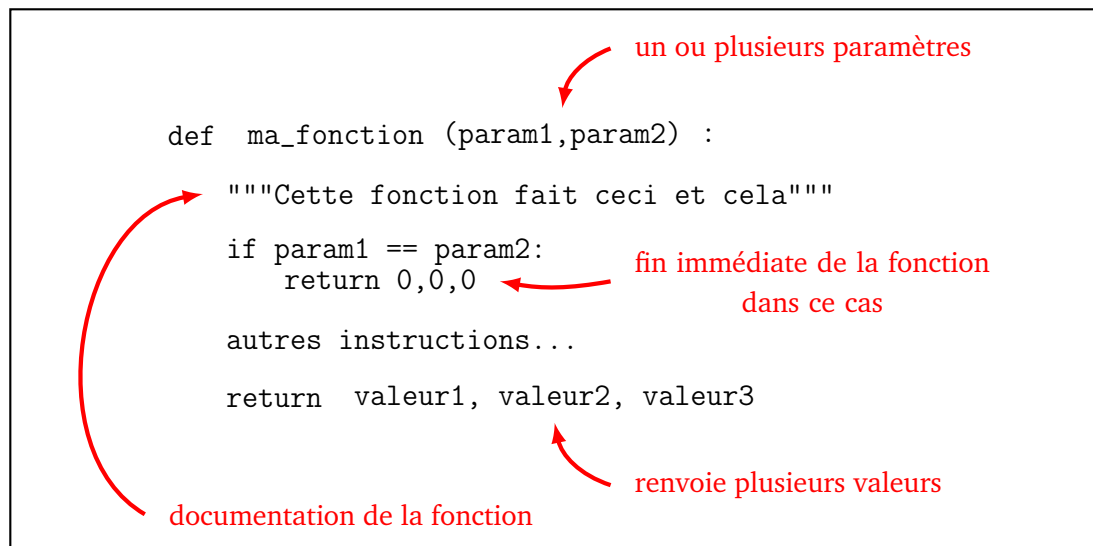 un ou plusieurs paramètres
def ma_fonction (param1,param2) :
"""Cette fonction fait ceci et cela"""
if param1 == param2:
return 0,0,0
fin immédiate de la fonction
dans ce cas
autres instructions...
return valeur1, valeur2, valeur3
renvoie plusieurs valeurs
documentation de la fonction